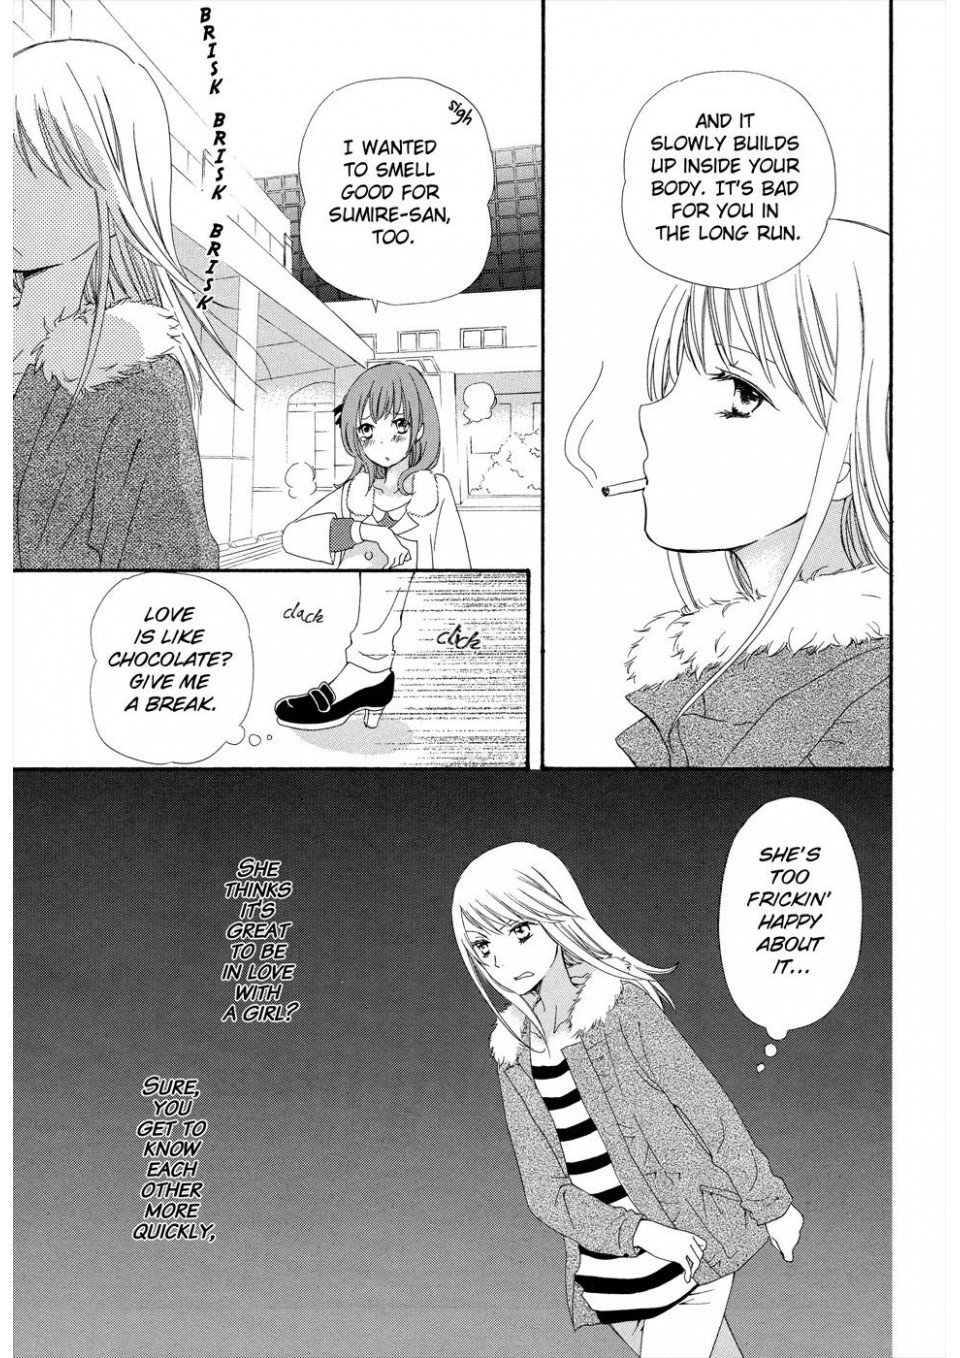 AND IT
SLOWLY BUILDS
UP INSIDE YOUR
BODY. IT'S BAD
FOR YOU IN
THE LONG RUN.
sigh
I WANTED
TO SMELL
GOOD FOR
SUMIRE-SAN,
TOO.
BRISK
BRISK
BRISK
click
clack
LOVE
IS LIKE
CHOCOLATE?
GIVE ME
A BREAK.
SHE'S
TOO
FRICKIN'
HAPPY
ABOUT
IT...
SHE
THINKS
IT'S
GREAT
TO BE
IN LOVE
WITH
A GIRL?
SURE,
YOU
GET TO
KNOW
EACH
OTHER
MORE
QUICKLY,